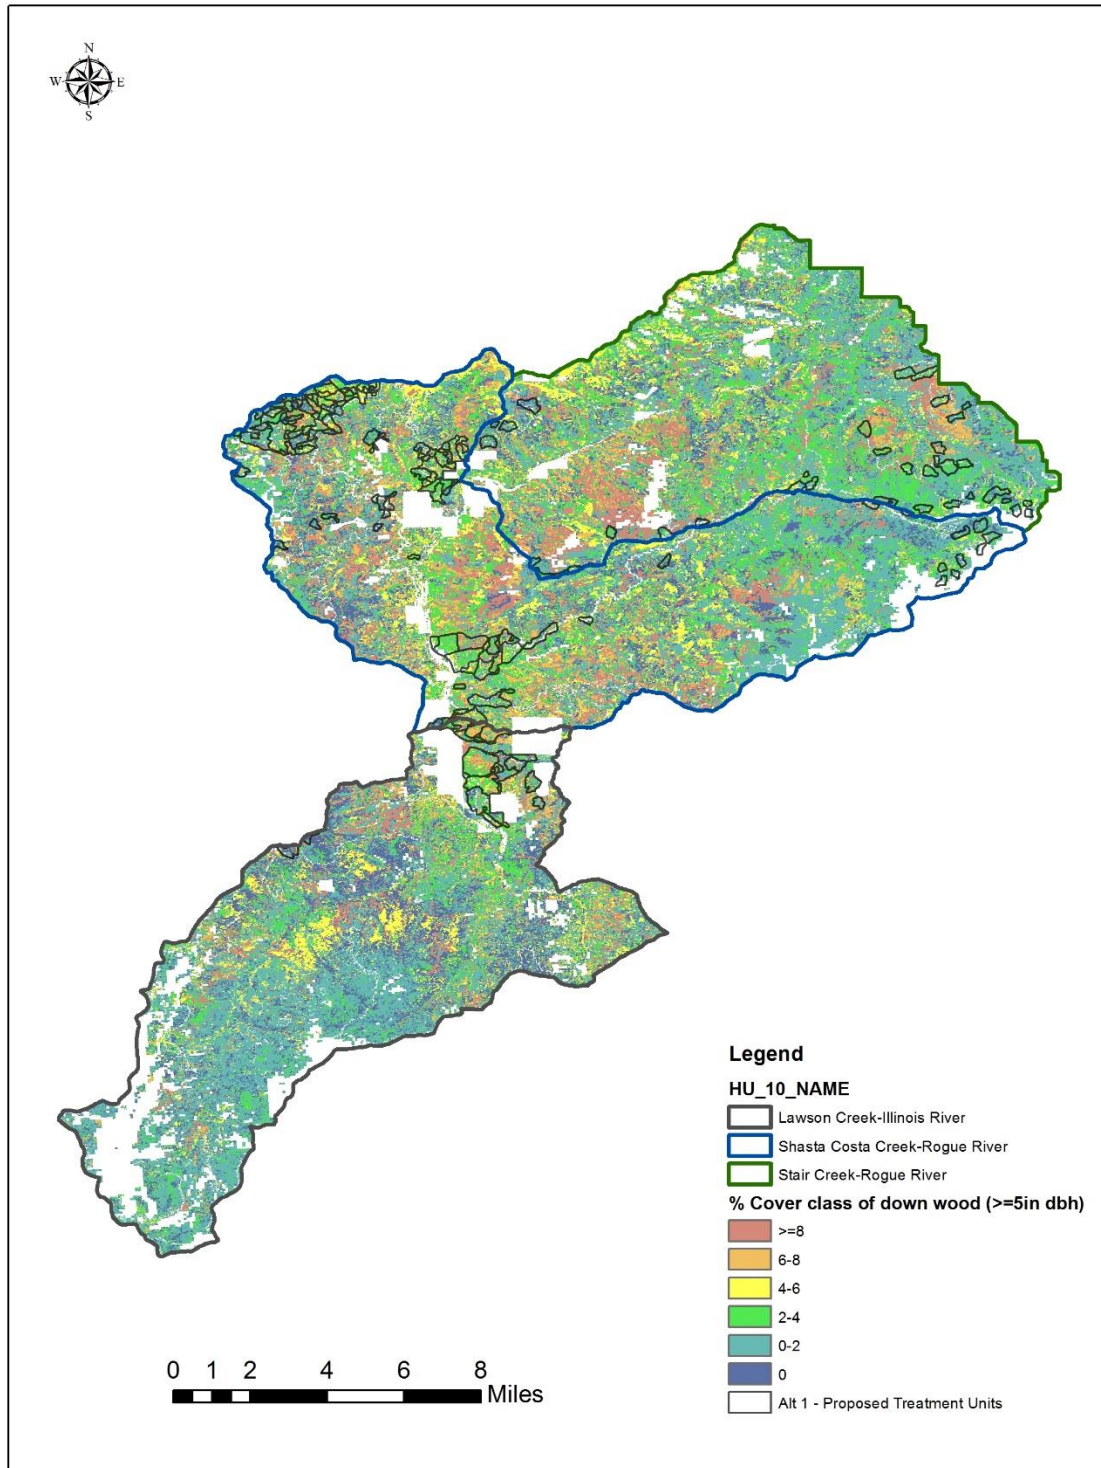 N
W E
S
Legend
HU_10_NAME
Lawson Creek-Illinois River
Shasta Costa Creek-Rogue River
Stair Creek-Rogue River
% Cover class of down wood (>=5in dbh)
>=8
6-8
4-6
2-4
0-2
0
Alt 1 - Proposed Treatment Units
0 1 2 4 6 8
Miles